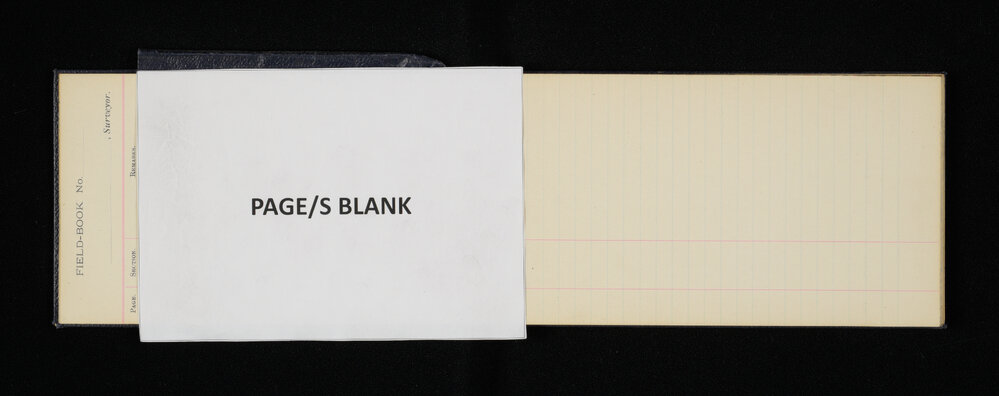 FIELD-BOOK No.
, Surveyor.
PAGE. SECTION. REMARKS.
PAGE/S BLANK